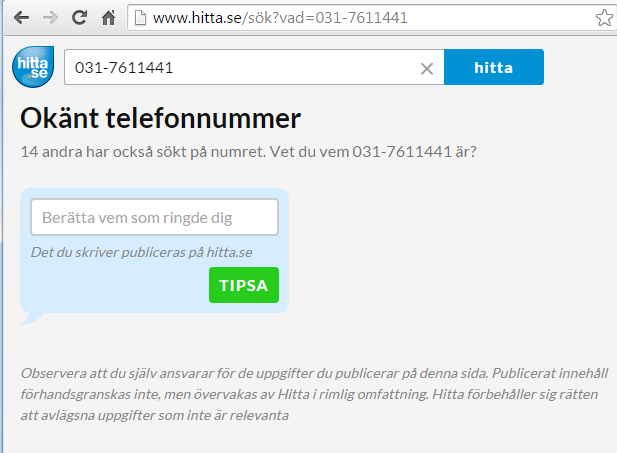 www.hitta.se/sök?vad=031-7611441
hitta
.se
031-7611441
hitta
Okänt telefonnummer
14 andra har också sökt på numret. Vet du vem 031-7611441 är?
Berätta vem som ringde dig
Det du skriver publiceras på hitta.se
TIPSA
Observera att du själv ansvarar för de uppgifter du publicerar på denna sida. Publicerat innehåll
förhandsgranskas inte, men övervakas av Hitta i rimlig omfattning. Hitta förbehåller sig rätten
att avlägsna uppgifter som inte är relevanta